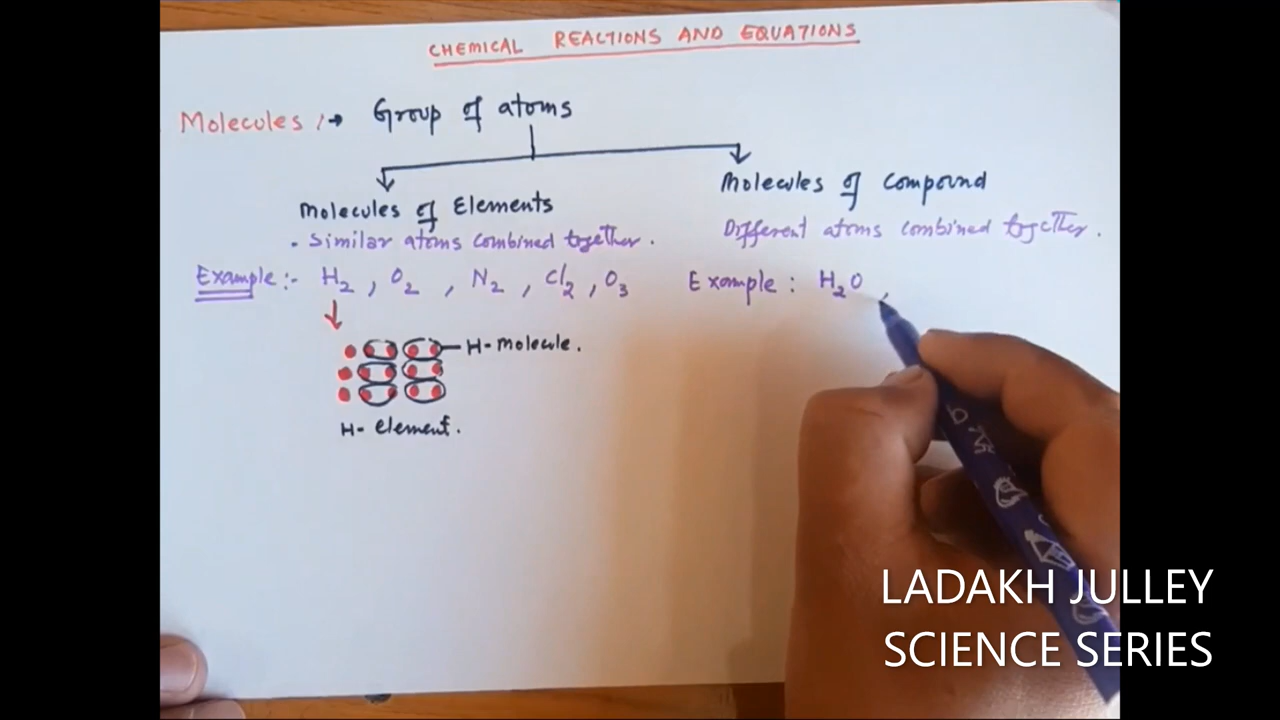 CHEMICAL REACTIONS AND EQUATIONS
Molecules :→ Group of atoms
Molecules of Elements
• Similar atoms combined together.
Example :- H₂ , O₂ , N₂ , Cl₂ , O₃
H-Molecule.
H- element.
Molecules of Compound
Different atoms combined together.
Example : H₂O ,
LADAKH JULLEY
SCIENCE SERIES